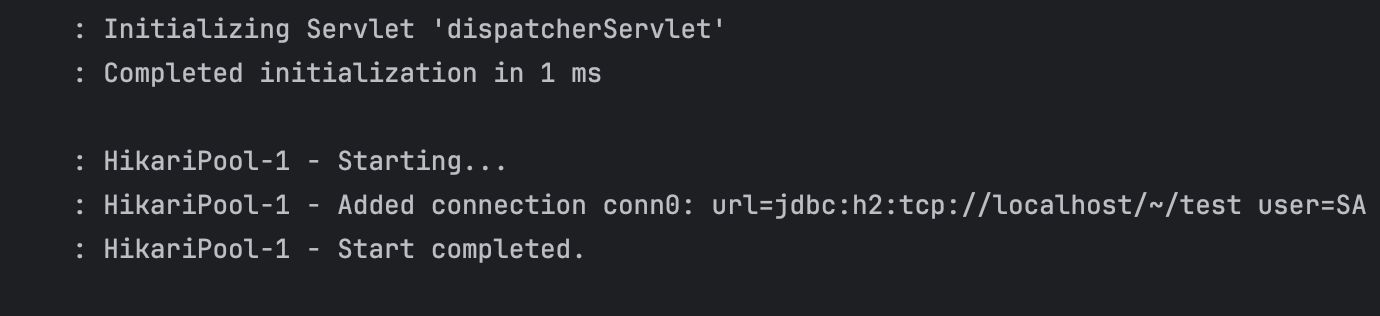 : Initializing Servlet 'dispatcherServlet'
: Completed initialization in 1 ms
: HikariPool-1 - Starting...
: HikariPool-1 - Added connection conn0: url=jdbc:h2:tcp://localhost/~/test user=SA
: HikariPool-1 - Start completed.